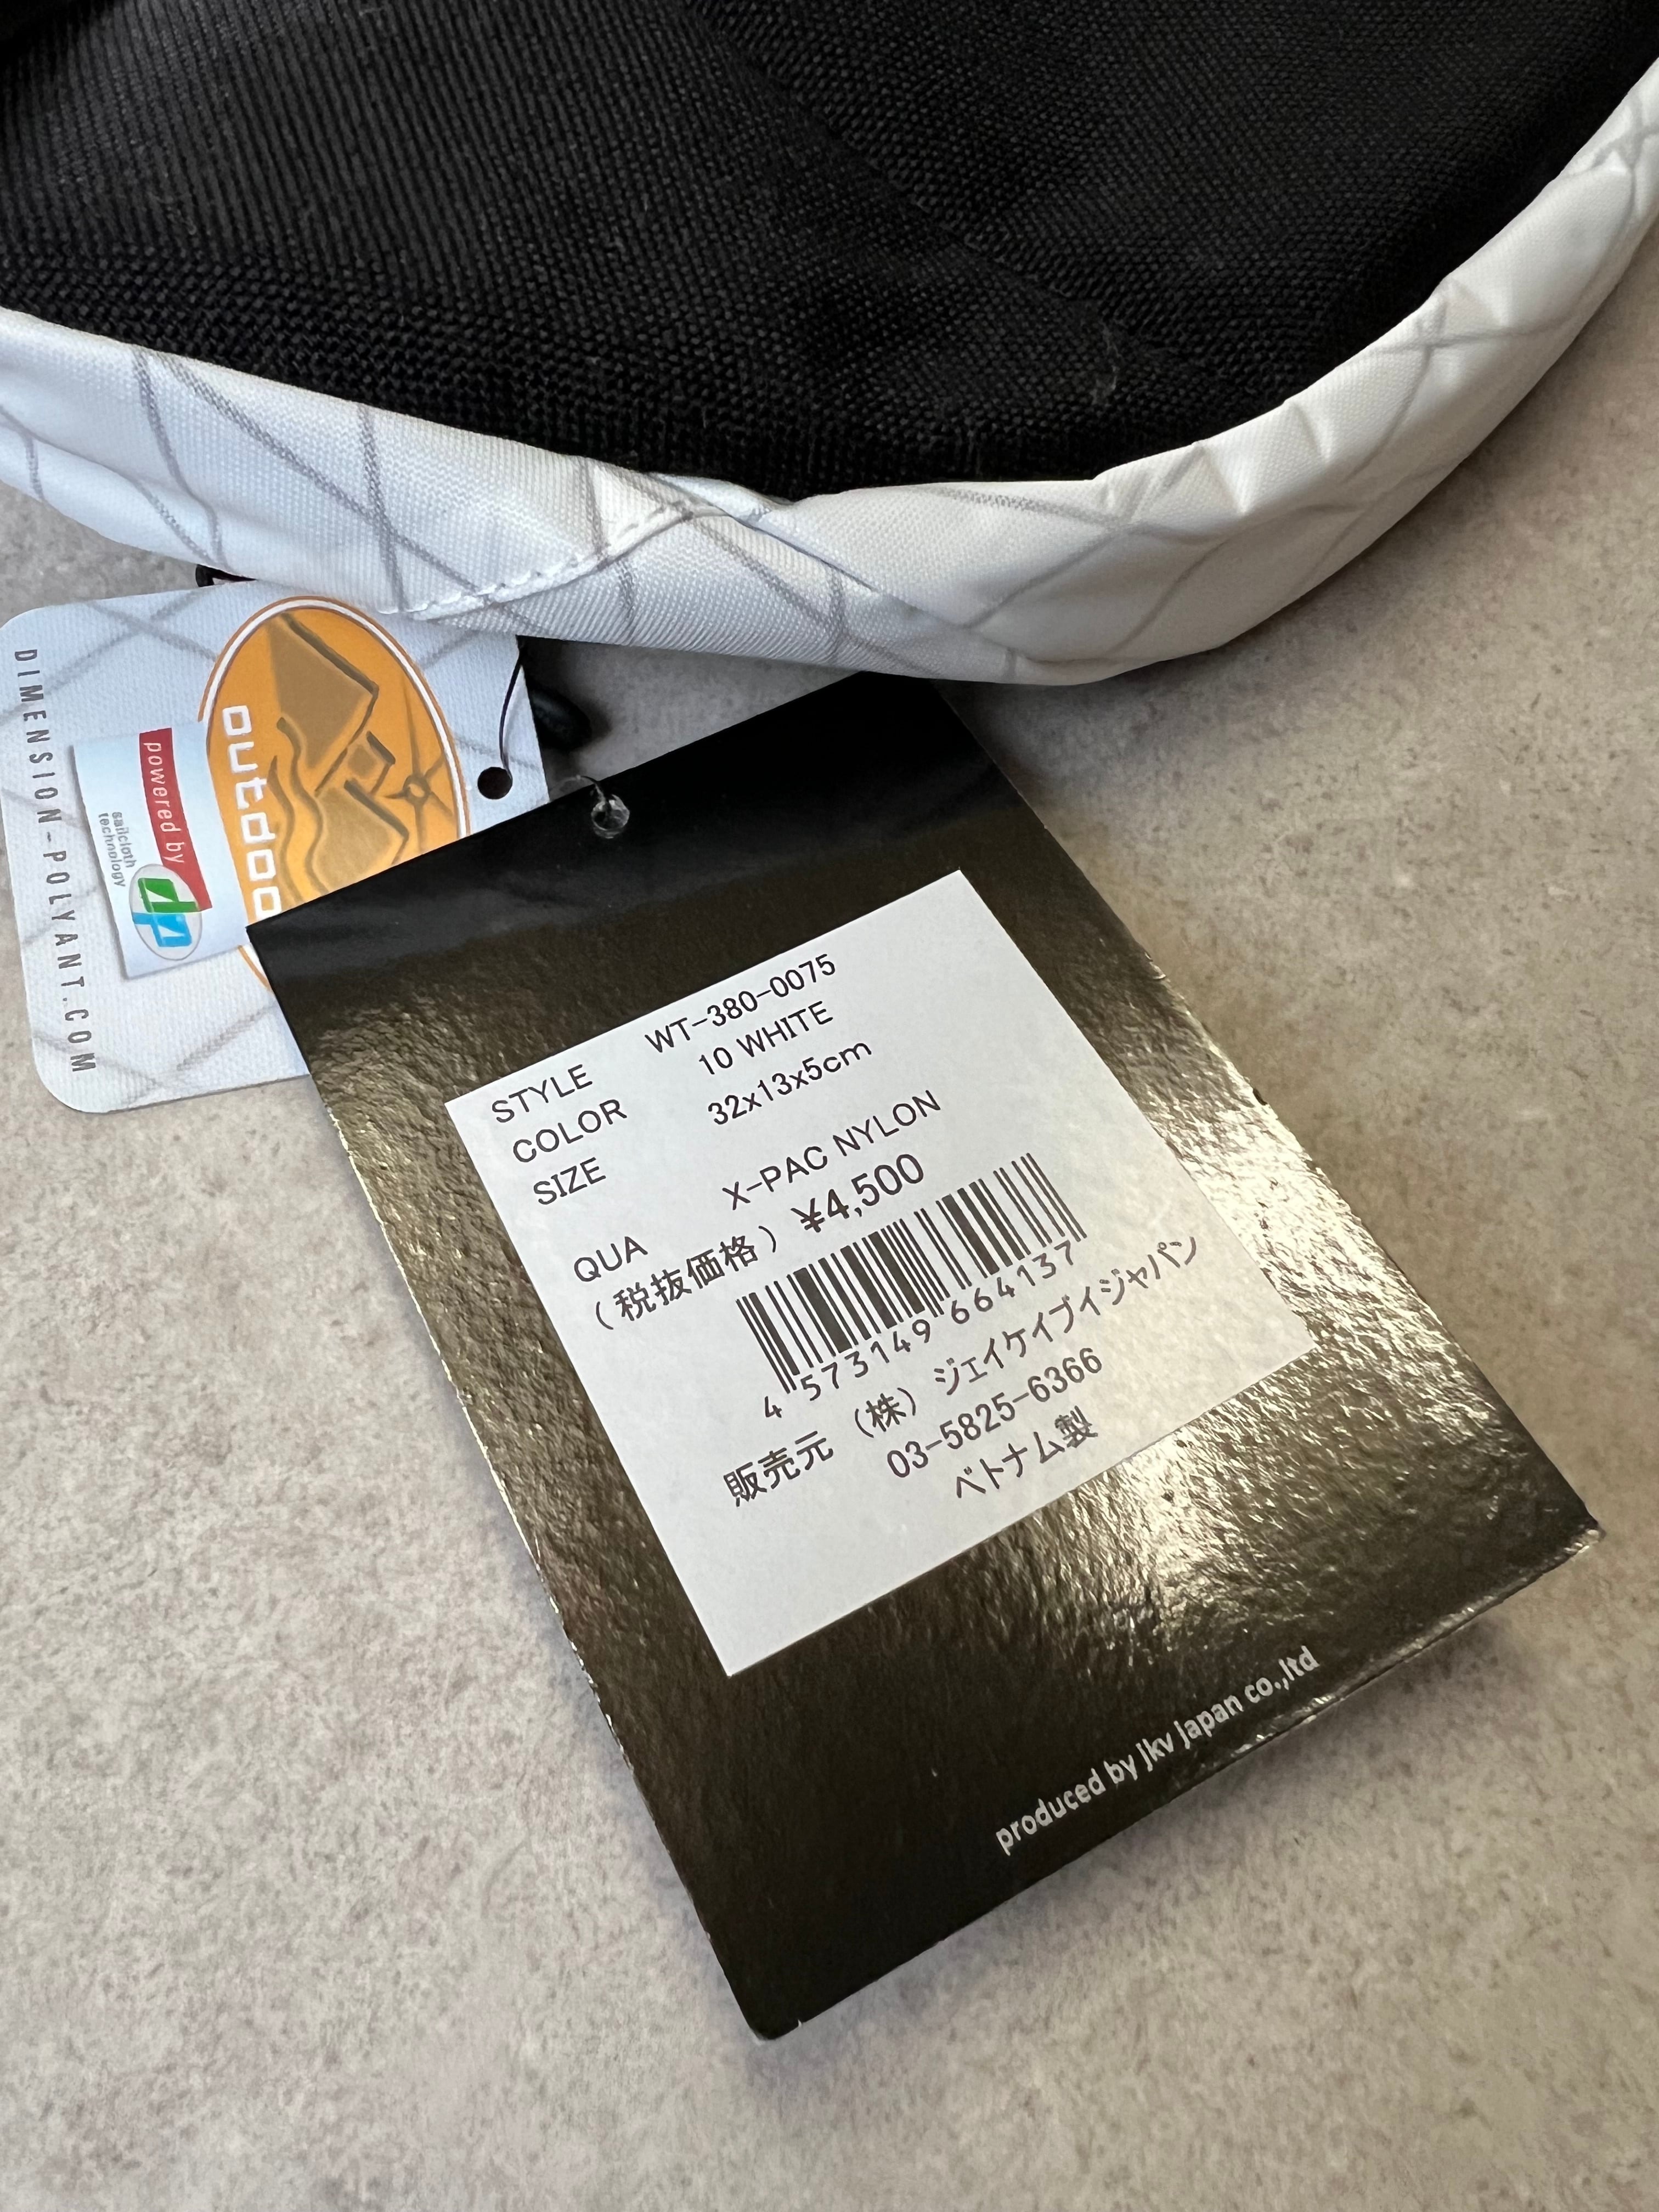 DIMENSION-POLYANT.COM
powered by
sailcloth
technology
dp
STYLE WT-380-0075
COLOR 10 WHITE
SIZE 32x13x5cm
QUA X-PAC NYLON
(税抜価格) ¥4,500
4 573149 664137
販売元 (株) ジェイケイブイジャパン
03-5825-6366
ベトナム製
produced by jkv japan co.,ltd